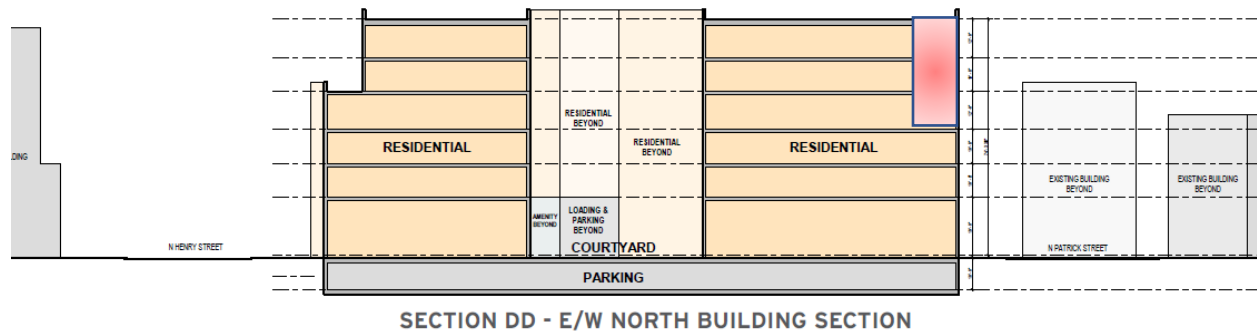 RESIDENTIAL
BEYOND
RESIDENTIAL
RESIDENTIAL
BEYOND
RESIDENTIAL
EXISTING BUILDING
BEYOND
EXISTING BUILDING
BEYOND
AMENITY
BEYOND
LOADING &
PARKING
BEYOND
N HENRY STREET
COURTYARD
N PATRICK STREET
PARKING
SECTION DD - E/W NORTH BUILDING SECTION